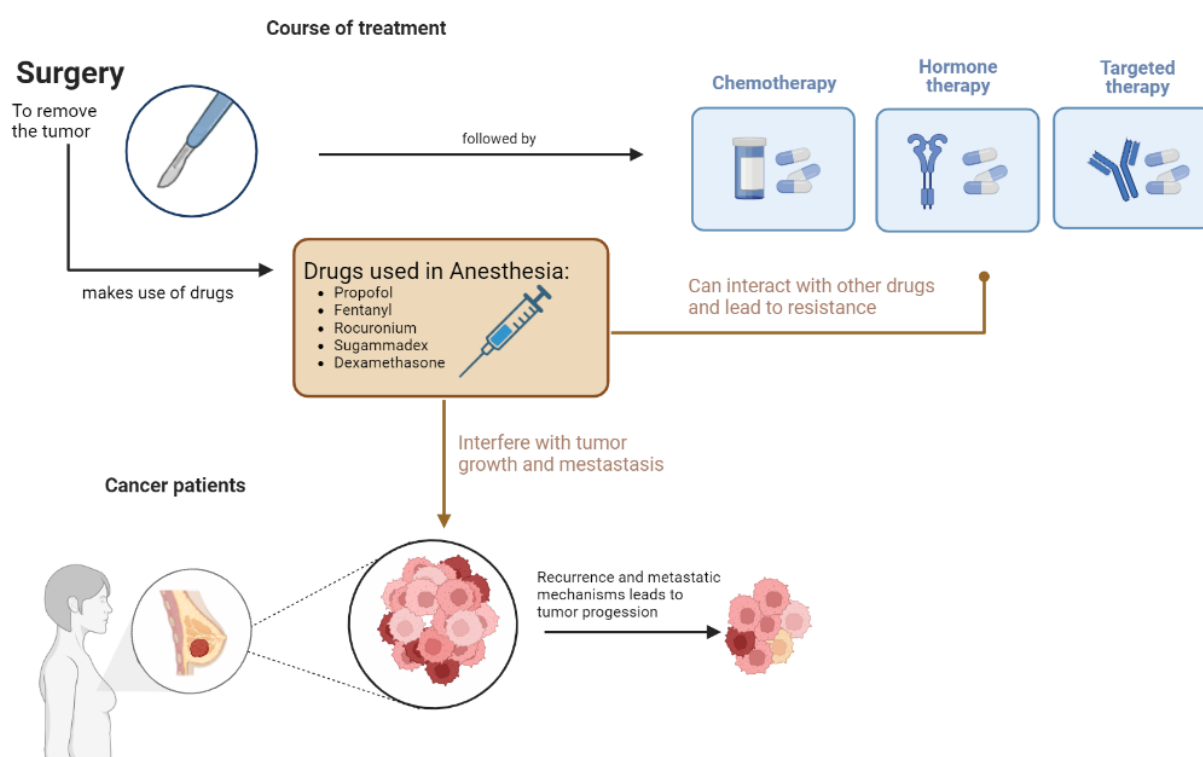 Course of treatment
Surgery
To remove
the tumor
followed by
Chemotherapy
Hormone
therapy
Targeted
therapy
makes use of drugs
Drugs used in Anesthesia:
• Propofol
• Fentanyl
• Rocuronium
• Sugammadex
• Dexamethasone
Can interact with other drugs
and lead to resistance
Interfere with tumor
growth and mestastasis
Cancer patients
Recurrence and metastatic
mechanisms leads to
tumor progession